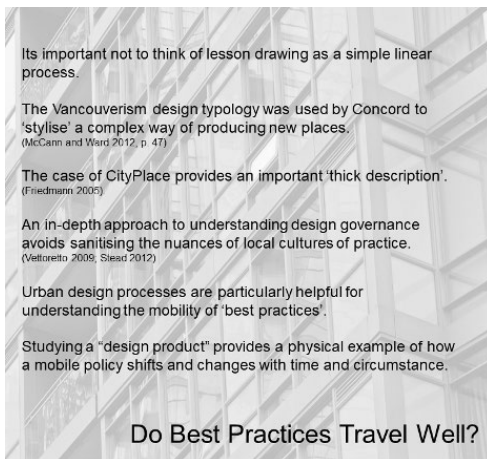 Its important not to think of lesson drawing as a simple linear
process.
The Vancouverism design typology was used by Concord to
‘stylise’ a complex way of producing new places.
(McCann and Ward 2012, p. 47)
The case of CityPlace provides an important ‘thick description’.
(Friedmann 2005)
An in-depth approach to understanding design governance
avoids sanitising the nuances of local cultures of practice.
(Vettoretto 2009; Stead 2012)
Urban design processes are particularly helpful for
understanding the mobility of ‘best practices’.
Studying a “design product” provides a physical example of how
a mobile policy shifts and changes with time and circumstance.
Do Best Practices Travel Well?